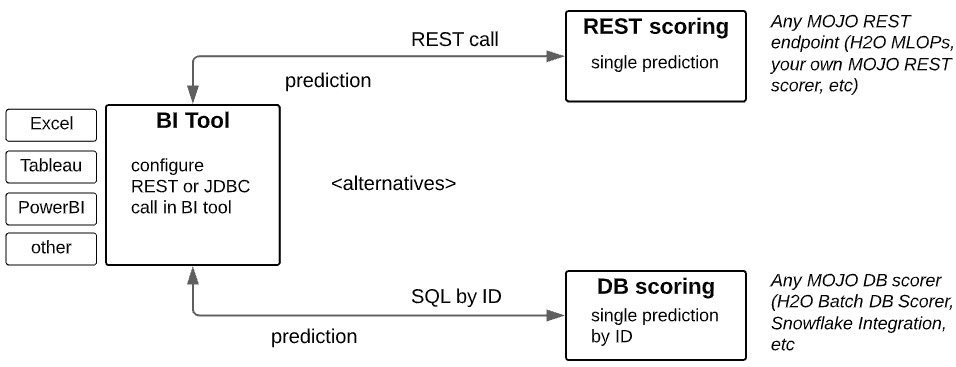 REST call
prediction
REST scoring
single prediction
Any MOJO REST
endpoint (H2O MLOPs,
your own MOJO REST
scorer, etc)
Excel
Tableau
PowerBI
other
BI Tool
configure
REST or JDBC
call in BI tool
<alternatives>
SQL by ID
prediction
DB scoring
single prediction
by ID
Any MOJO DB scorer
(H2O Batch DB Scorer,
Snowflake Integration,
etc